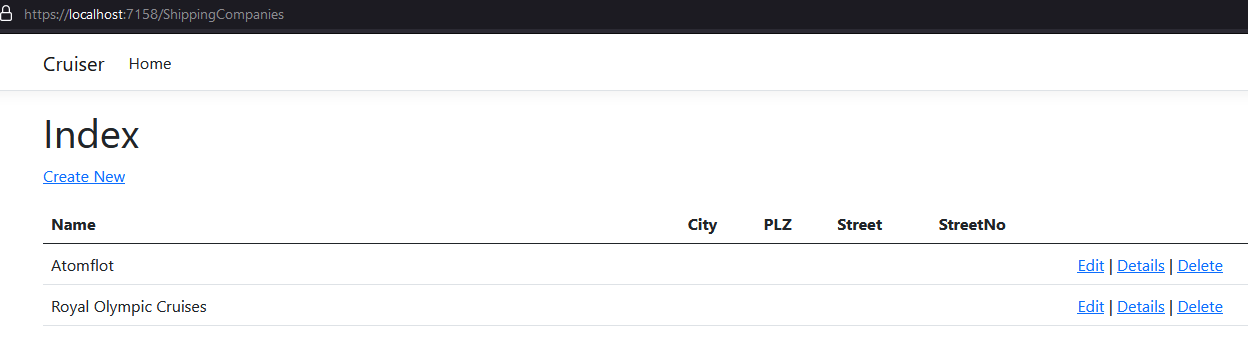 https://localhost:7158/ShippingCompanies
Cruiser Home
Index
Create New
Name City PLZ Street StreetNo
Atomflot Edit | Details | Delete
Royal Olympic Cruises Edit | Details | Delete